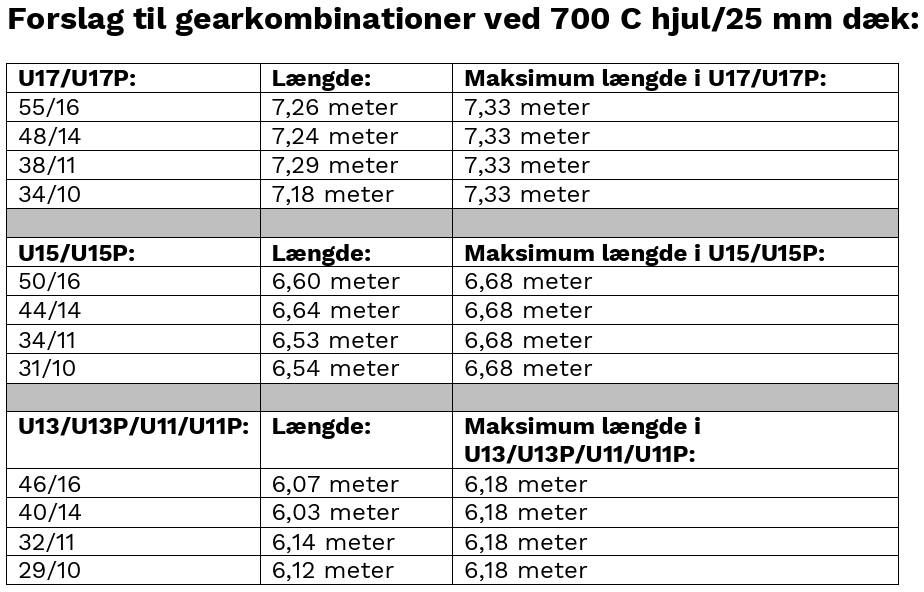 Forslag til gearkombinationer ved 700 C hjul/25 mm dæk:
U17/U17P: Længde: Maksimum længde i U17/U17P:
55/16 7,26 meter 7,33 meter
48/14 7,24 meter 7,33 meter
38/11 7,29 meter 7,33 meter
34/10 7,18 meter 7,33 meter
U15/U15P: Længde: Maksimum længde i U15/U15P:
50/16 6,60 meter 6,68 meter
44/14 6,64 meter 6,68 meter
34/11 6,53 meter 6,68 meter
31/10 6,54 meter 6,68 meter
U13/U13P/U11/U11P: Længde: Maksimum længde i
U13/U13P/U11/U11P:
46/16 6,07 meter 6,18 meter
40/14 6,03 meter 6,18 meter
32/11 6,14 meter 6,18 meter
29/10 6,12 meter 6,18 meter